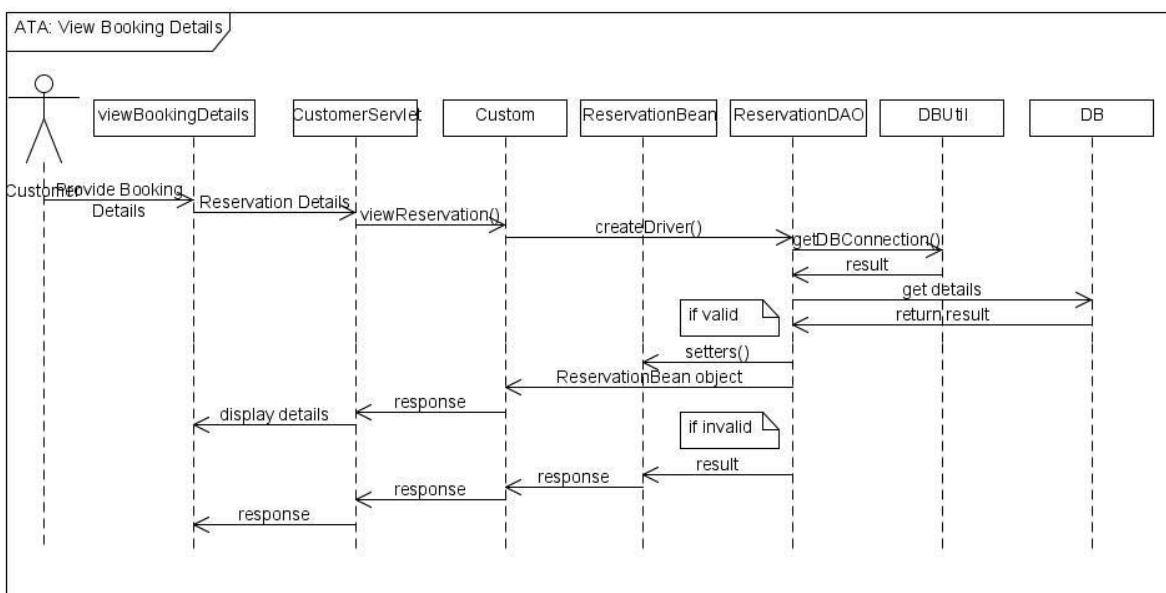 ATA: View Booking Details
viewBookingDetails
CustomerServlet
Custom
ReservationBean
ReservationDAO
DBUtil
DB
Customer
Provide Booking
Details
Reservation Details
viewReservation()
createDriver()
getDBConnection()
result
get details
if valid
return result
setters()
ReservationBean object
response
display details
if invalid
result
response
response
response